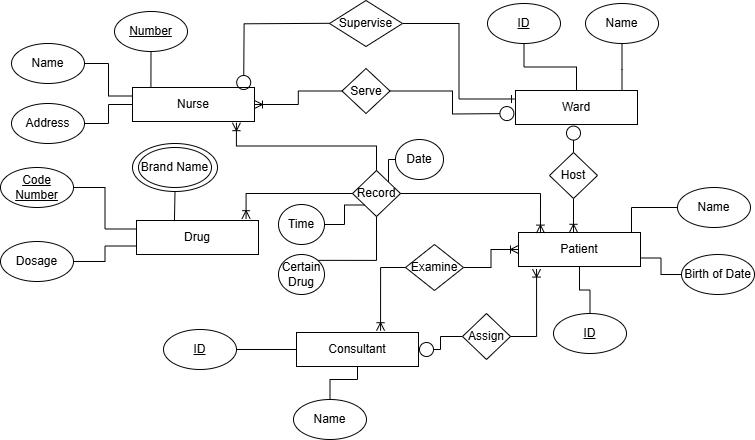 Supervise
ID
Name
Number
Name
Nurse
Serve
Ward
Address
Brand Name
Date
Code
Number
Host
Record
Name
Time
Drug
Patient
Dosage
Certain
Drug
Examine
Birth of Date
ID
Consultant
Assign
ID
Name